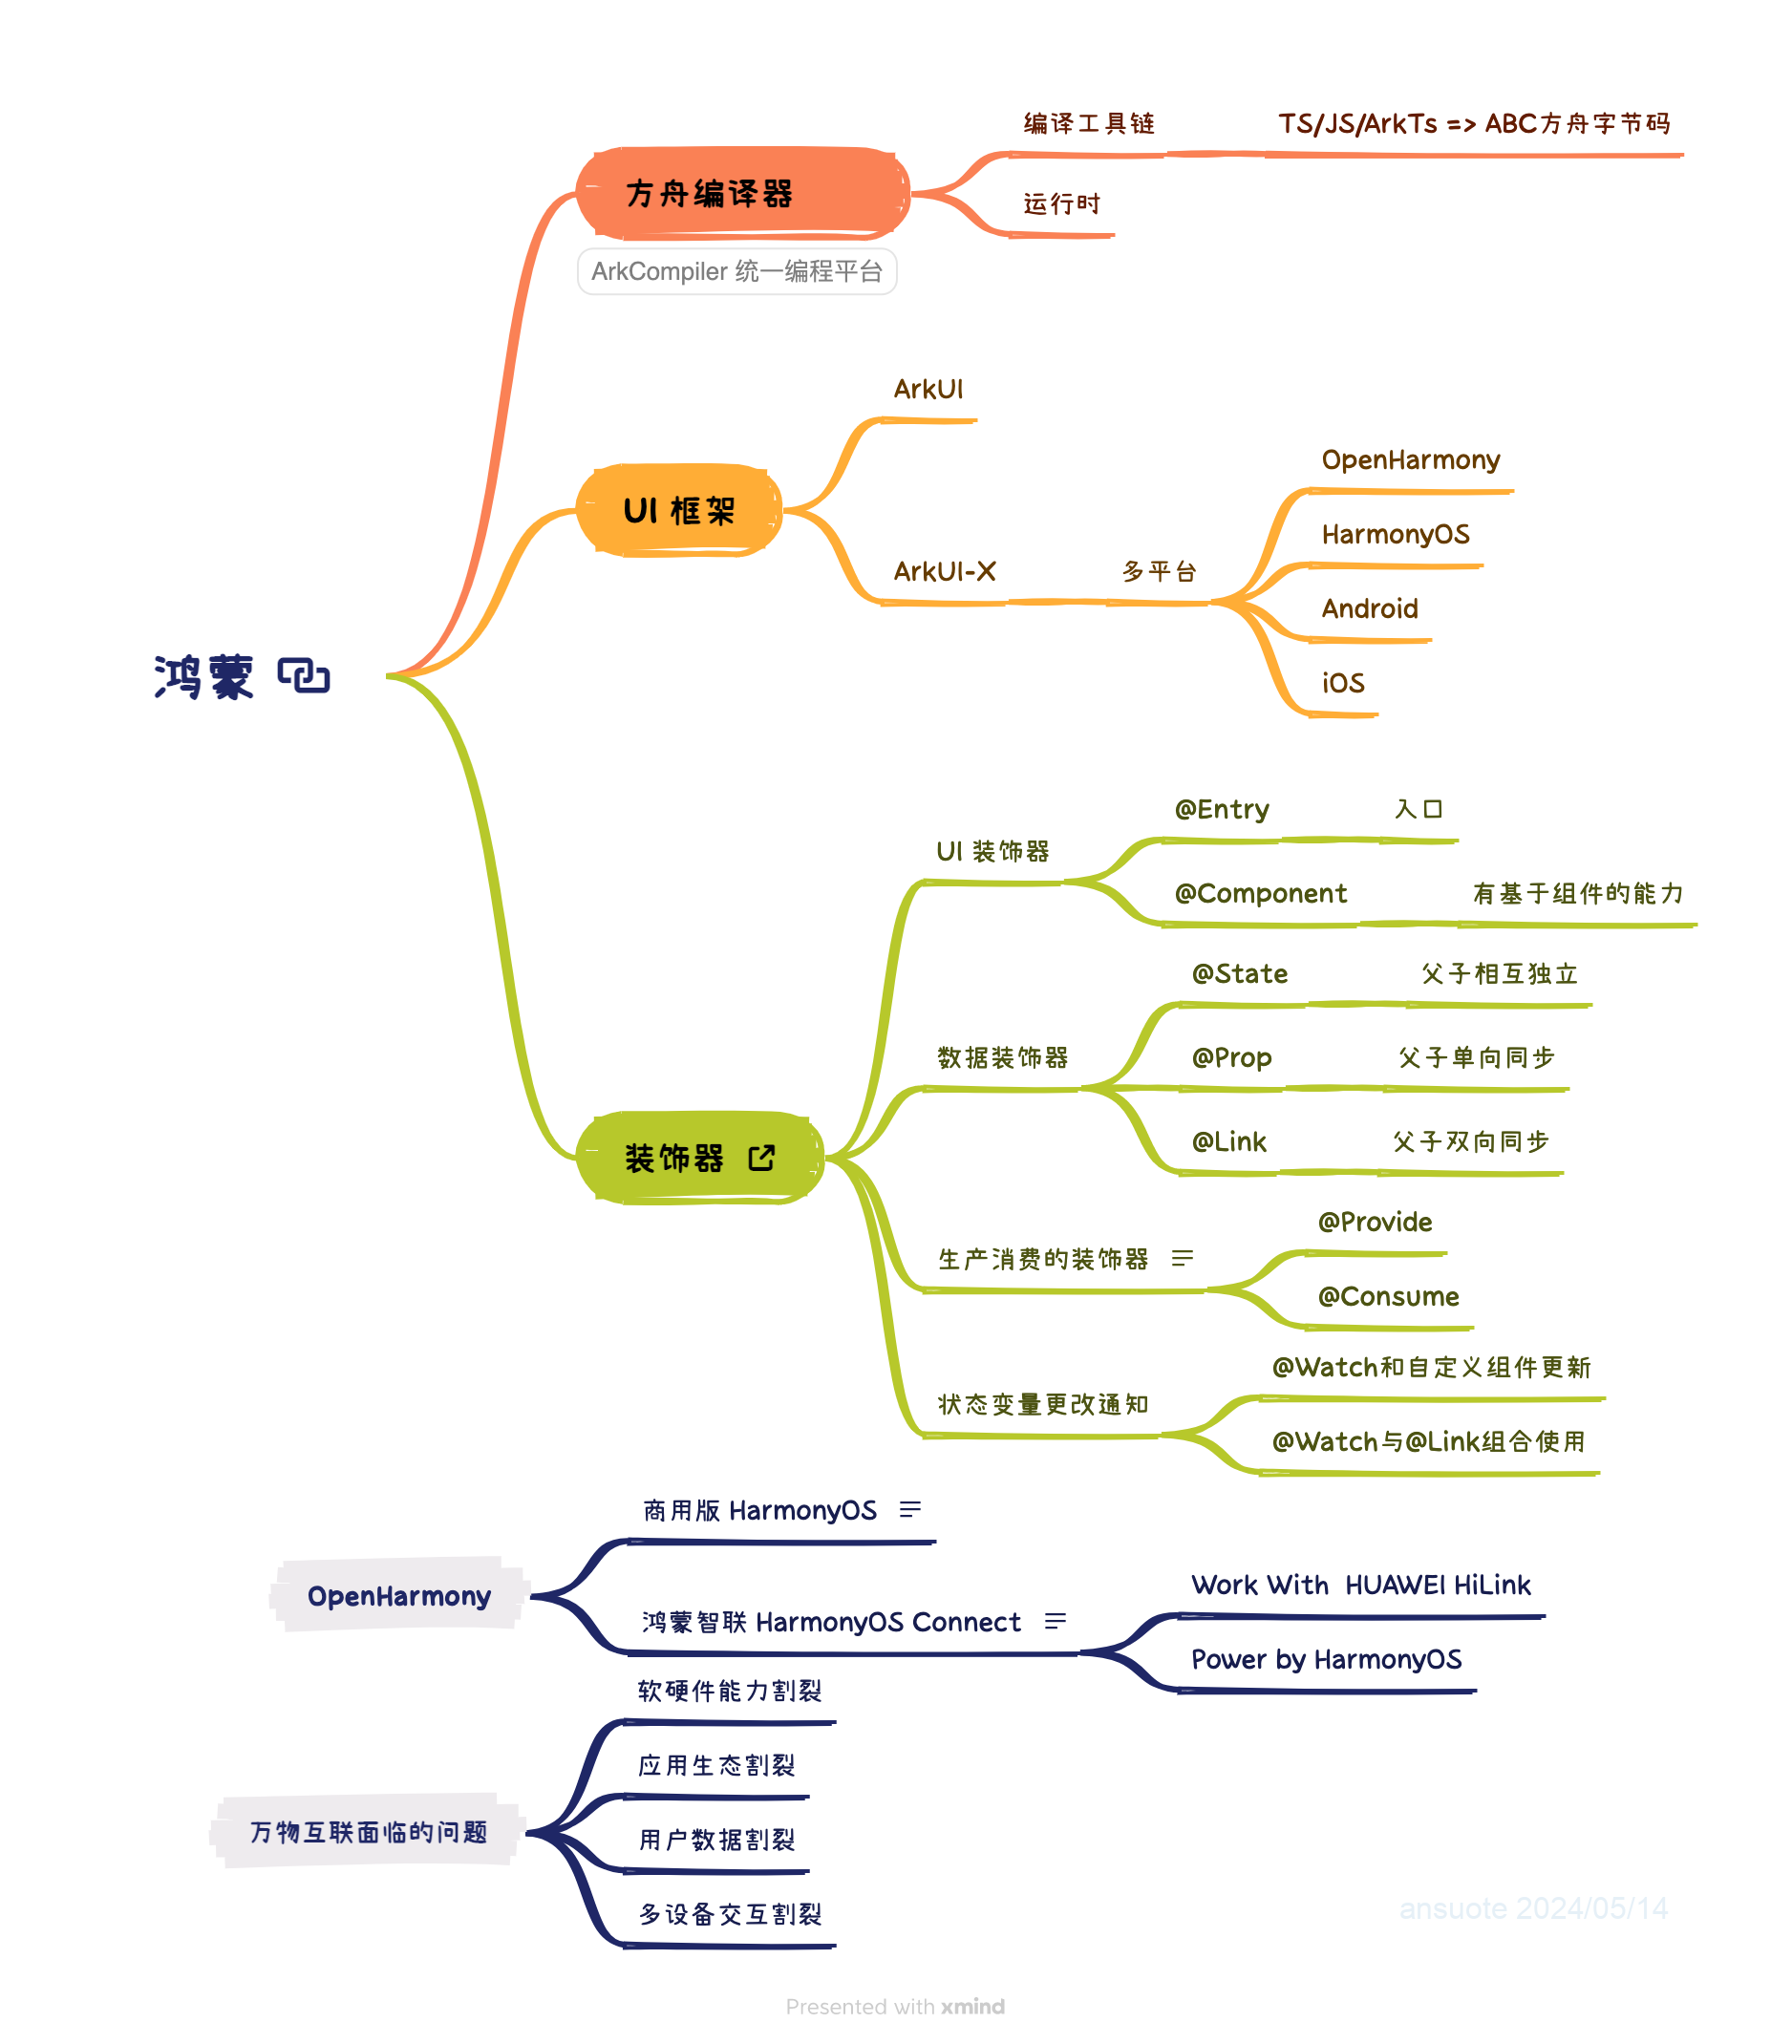 鸿蒙
方舟编译器
ArkCompiler 统一编程平台
编译工具链
TS/JS/ArkTs => ABC方舟字节码
运行时
UI 框架
ArkUI
ArkUI-X
多平台
OpenHarmony
HarmonyOS
Android
iOS
装饰器
UI 装饰器
@Entry
入口
@Component
有基于组件的能力
数据装饰器
@State
父子相互独立
@Prop
父子单向同步
@Link
父子双向同步
生产消费的装饰器
@Provide
@Consume
状态变量更改通知
@Watch和自定义组件更新
@Watch与@Link组合使用
OpenHarmony
商用版 HarmonyOS
鸿蒙智联 HarmonyOS Connect
Work With  HUAWEI HiLink
Power by HarmonyOS
万物互联面临的问题
软硬件能力割裂
应用生态割裂
用户数据割裂
多设备交互割裂
ansuote 2024/05/14
Presented with xmind